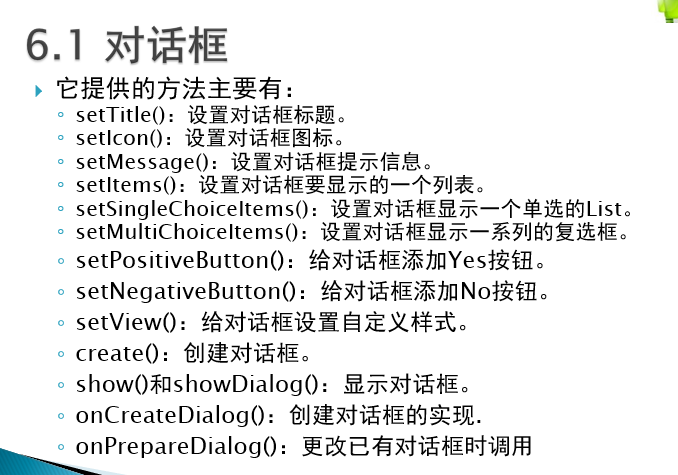 6.1 对话框
它提供的方法主要有：
setTitle()：设置对话框标题。
setIcon()：设置对话框图标。
setMessage()：设置对话框提示信息。
setItems()：设置对话框要显示的一个列表。
setSingleChoiceItems()：设置对话框显示一个单选的List。
setMultiChoiceItems()：设置对话框显示一系列的复选框。
setPositiveButton()：给对话框添加Yes按钮。
setNegativeButton()：给对话框添加No按钮。
setView()：给对话框设置自定义样式。
create()：创建对话框。
show()和showDialog()：显示对话框。
onCreateDialog()：创建对话框的实现.
onPrepareDialog()：更改已有对话框时调用